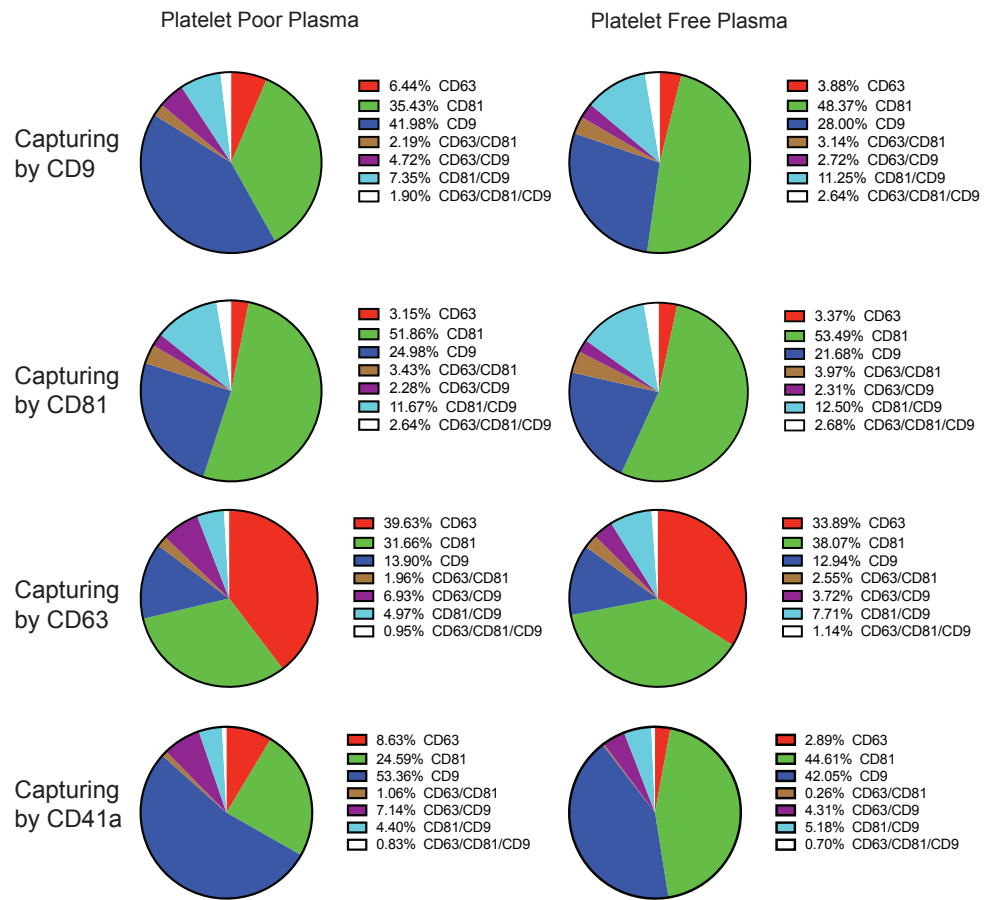 Platelet Poor Plasma
Platelet Free Plasma
Capturing
by CD9
6.44% CD63
35.43% CD81
41.98% CD9
2.19% CD63/CD81
4.72% CD63/CD9
7.35% CD81/CD9
1.90% CD63/CD81/CD9
3.88% CD63
48.37% CD81
28.00% CD9
3.14% CD63/CD81
2.72% CD63/CD9
11.25% CD81/CD9
2.64% CD63/CD81/CD9
Capturing
by CD81
3.15% CD63
51.86% CD81
24.98% CD9
3.43% CD63/CD81
2.28% CD63/CD9
11.67% CD81/CD9
2.64% CD63/CD81/CD9
3.37% CD63
53.49% CD81
21.68% CD9
3.97% CD63/CD81
2.31% CD63/CD9
12.50% CD81/CD9
2.68% CD63/CD81/CD9
Capturing
by CD63
39.63% CD63
31.66% CD81
13.90% CD9
1.96% CD63/CD81
6.93% CD63/CD9
4.97% CD81/CD9
0.95% CD63/CD81/CD9
33.89% CD63
38.07% CD81
12.94% CD9
2.55% CD63/CD81
3.72% CD63/CD9
7.71% CD81/CD9
1.14% CD63/CD81/CD9
Capturing
by CD41a
8.63% CD63
24.59% CD81
53.36% CD9
1.06% CD63/CD81
7.14% CD63/CD9
4.40% CD81/CD9
0.83% CD63/CD81/CD9
2.89% CD63
44.61% CD81
42.05% CD9
0.26% CD63/CD81
4.31% CD63/CD9
5.18% CD81/CD9
0.70% CD63/CD81/CD9